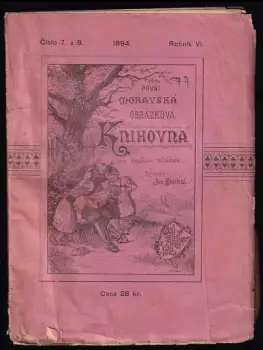 Číslo 7. a 8. 1894. Ročník VI.
PRVNÍ
MORAVSKÁ
OBRÁZKOVÁ
KNIHOVNA
Cena 28 kr.